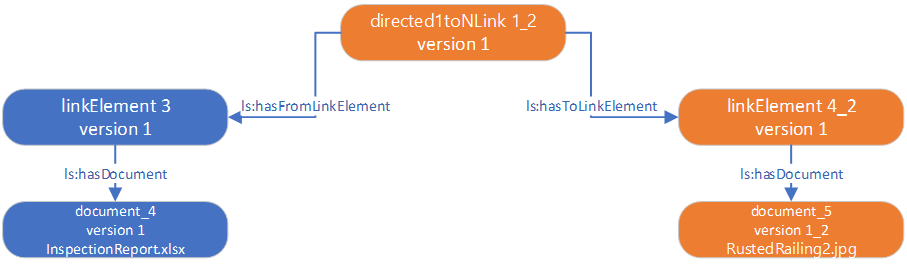 directed1toNLink 1_2
version 1
ls:hasFromLinkElement
ls:hasToLinkElement
linkElement 3
version 1
linkElement 4_2
version 1
ls:hasDocument
ls:hasDocument
document_4
version 1
InspectionReport.xlsx
document_5
version 1_2
RustedRailing2.jpg